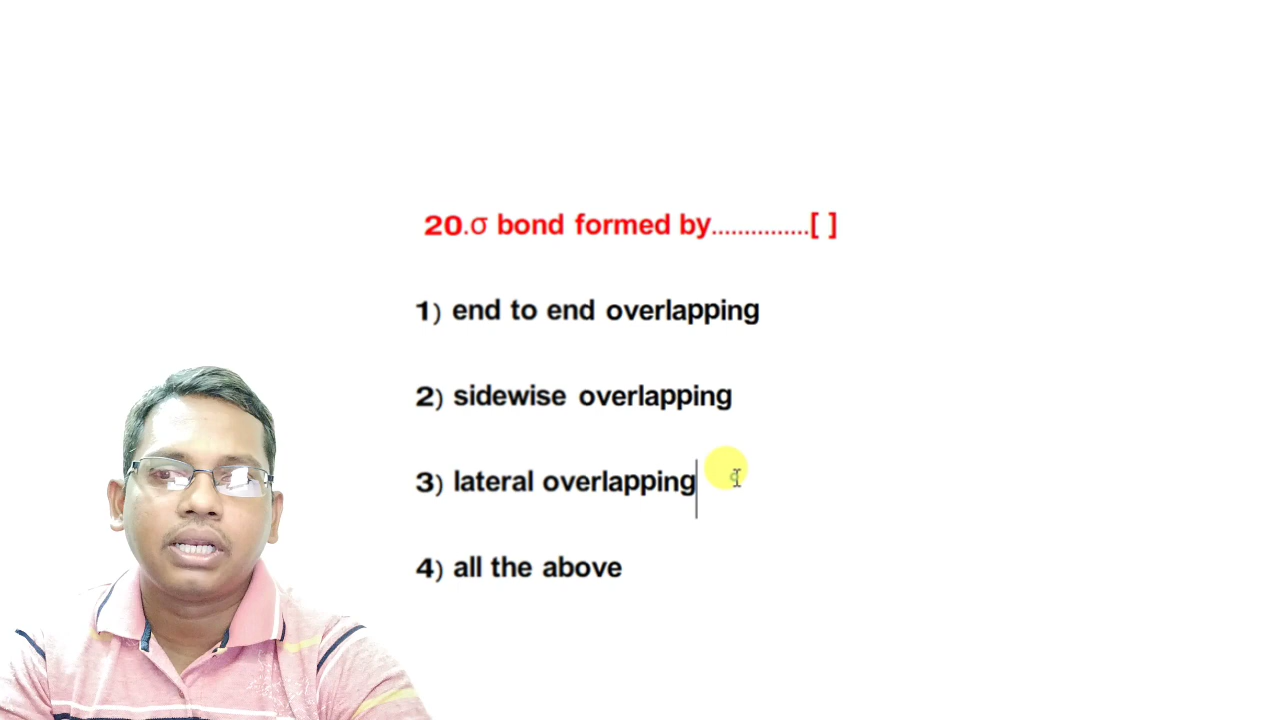 20.σ bond formed by...............[ ]
1) end to end overlapping
2) sidewise overlapping
3) lateral overlapping
4) all the above